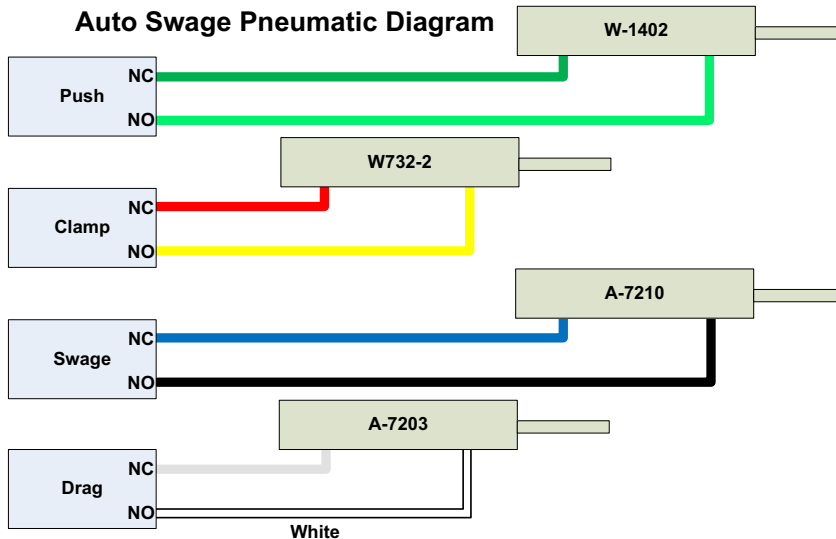 Auto Swage Pneumatic Diagram
W-1402
NC
Push
NO
W732-2
NC
Clamp
NO
A-7210
NC
Swage
NO
A-7203
NC
Drag
NO
White